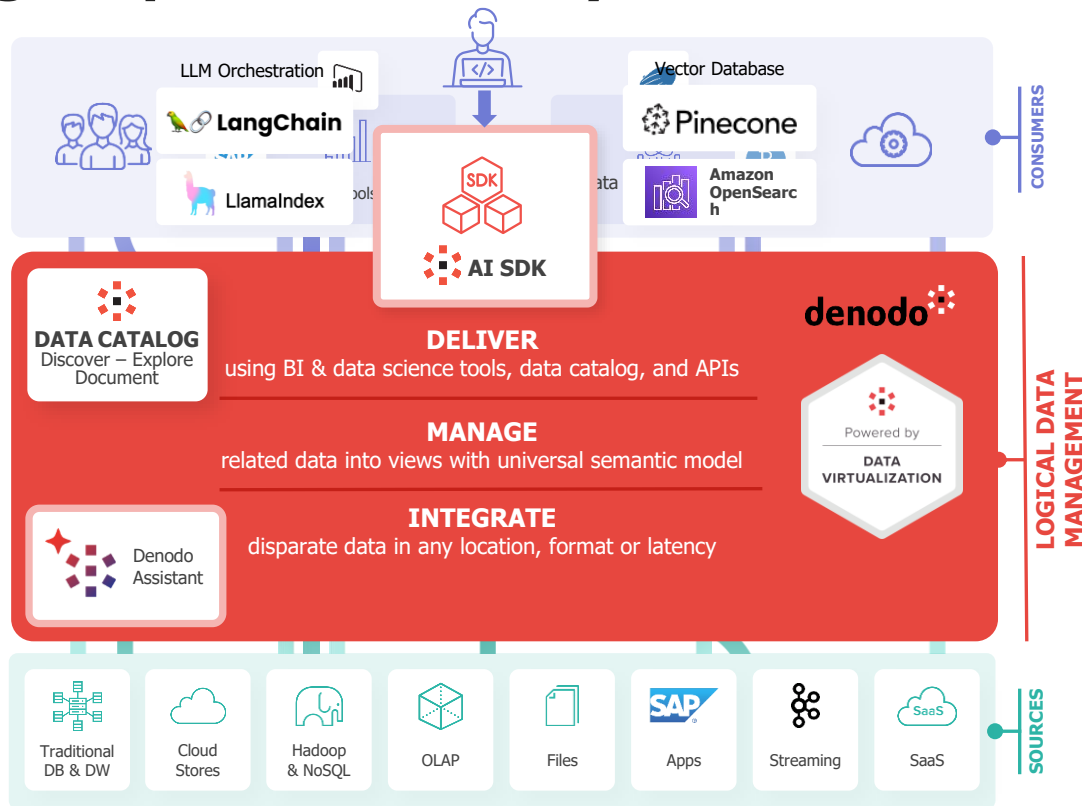 LLM Orchestration
Vector Database
LangChain
Pinecone
LlamaIndex
Amazon
OpenSearc
h
ools
ata
SDK
AI SDK
CONSUMERS
DATA CATALOG
Discover – Explore
Document
denodo
DELIVER
using BI & data science tools, data catalog, and APIs
MANAGE
related data into views with universal semantic model
INTEGRATE
disparate data in any location, format or latency
Powered by
DATA
VIRTUALIZATION
Denodo
Assistant
LOGICAL DATA
MANAGEMENT
Traditional
DB & DW
Cloud
Stores
Hadoop
& NoSQL
OLAP
Files
SAP
Apps
Streaming
SaaS
SaaS
SOURCES